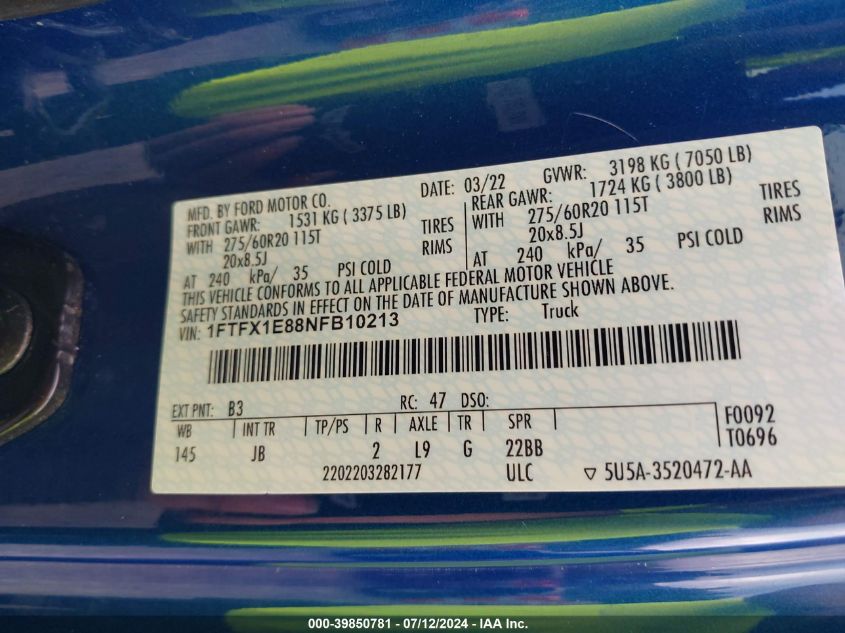 MFD. BY FORD MOTOR CO. DATE: 03/22 GVWR: 3198 KG ( 7050 LB)
FRONT GAWR: 1531 KG ( 3375 LB) REAR GAWR: 1724 KG ( 3800 LB)
WITH 275/60R20 115T TIRES WITH 275/60R20 115T TIRES
20x8.5J RIMS 20x8.5J RIMS
AT 240 kPa/ 35 PSI COLD AT 240 kPa/ 35 PSI COLD
THIS VEHICLE CONFORMS TO ALL APPLICABLE FEDERAL MOTOR VEHICLE
SAFETY STANDARDS IN EFFECT ON THE DATE OF MANUFACTURE SHOWN ABOVE.
VIN: 1FTFX1E88NFB10213 TYPE: Truck
EXT PNT: B3 RC: 47 DSO:
WB INT TR TP/PS R AXLE TR SPR F0092
145 JB 2 L9 G 22BB T0696
2202203282177 ULC ▽ 5U5A-3520472-AA
000-39850781 - 07/12/2024 - IAA Inc.